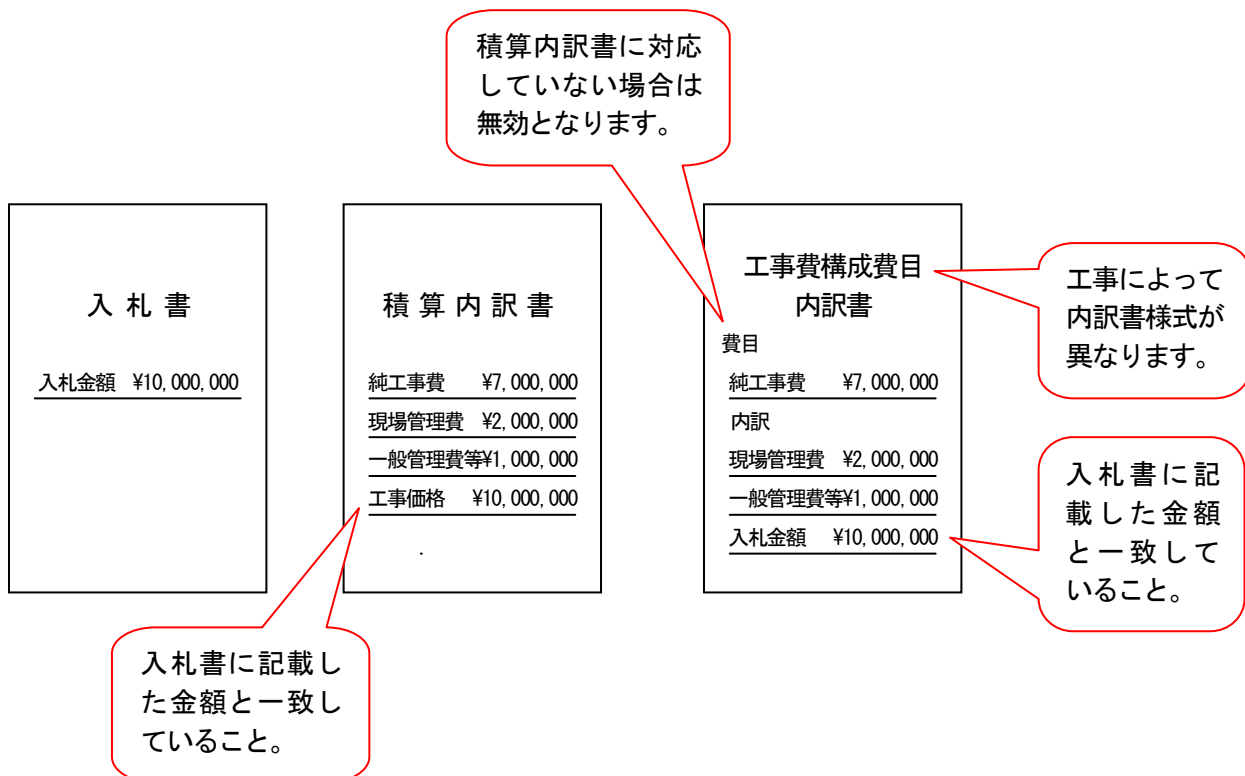 積算内訳書に対応
していない場合は
無効となります。
入札書
入札金額 ¥10,000,000
積算内訳書
純工事費 ¥7,000,000
現場管理費 ¥2,000,000
一般管理費等¥1,000,000
工事価格 ¥10,000,000
.
工事費構成費目
内訳書
費目
純工事費 ¥7,000,000
内訳
現場管理費 ¥2,000,000
一般管理費等¥1,000,000
入札金額 ¥10,000,000
工事によって
内訳書様式が
異なります。
入札書に記
載した金額
と一致して
いること。
入札書に記載し
た金額と一致し
ていること。